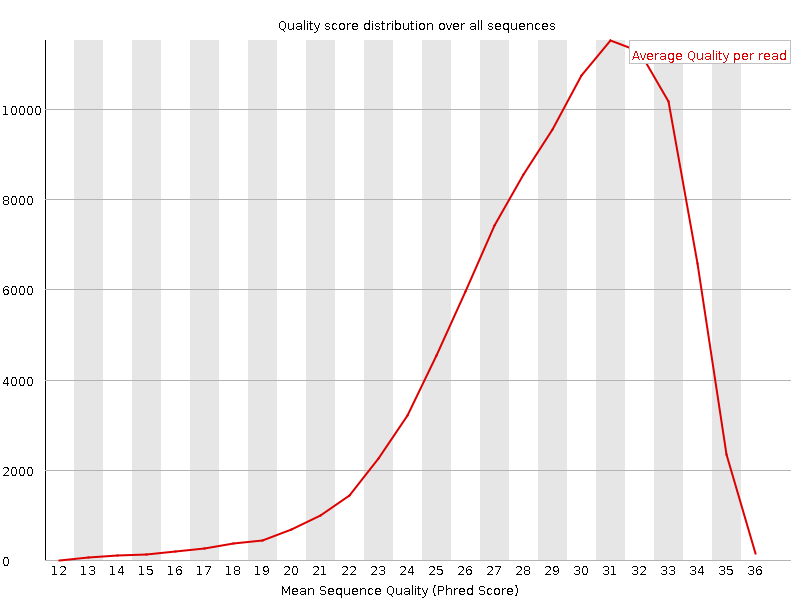 Quality score distribution over all sequences
Average Quality per read
10000
8000
6000
4000
2000
0
12 13 14 15 16 17 18 19 20 21 22 23 24 25 26 27 28 29 30 31 32 33 34 35 36
Mean Sequence Quality (Phred Score)